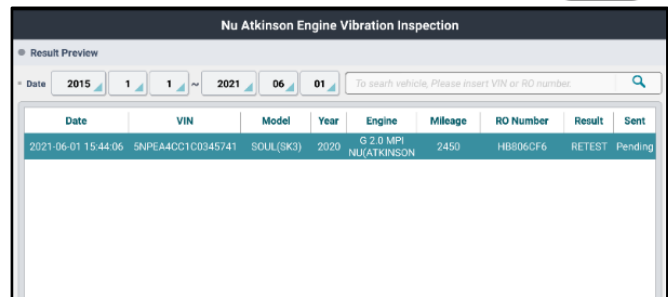 Nu Atkinson Engine Vibration Inspection
Result Preview
Date 2015 1 1 ~ 2021 06 01 To searh vehicle, Please insert VIN or RO number.
Date VIN Model Year Engine Mileage RO Number Result Sent
2021-06-01 15:44:06 5NPEA4CC1C0345741 SOUL(SK3) 2020 G 2.0 MPI NU(ATKINSON 2450 HB806CF6 RETEST Pending